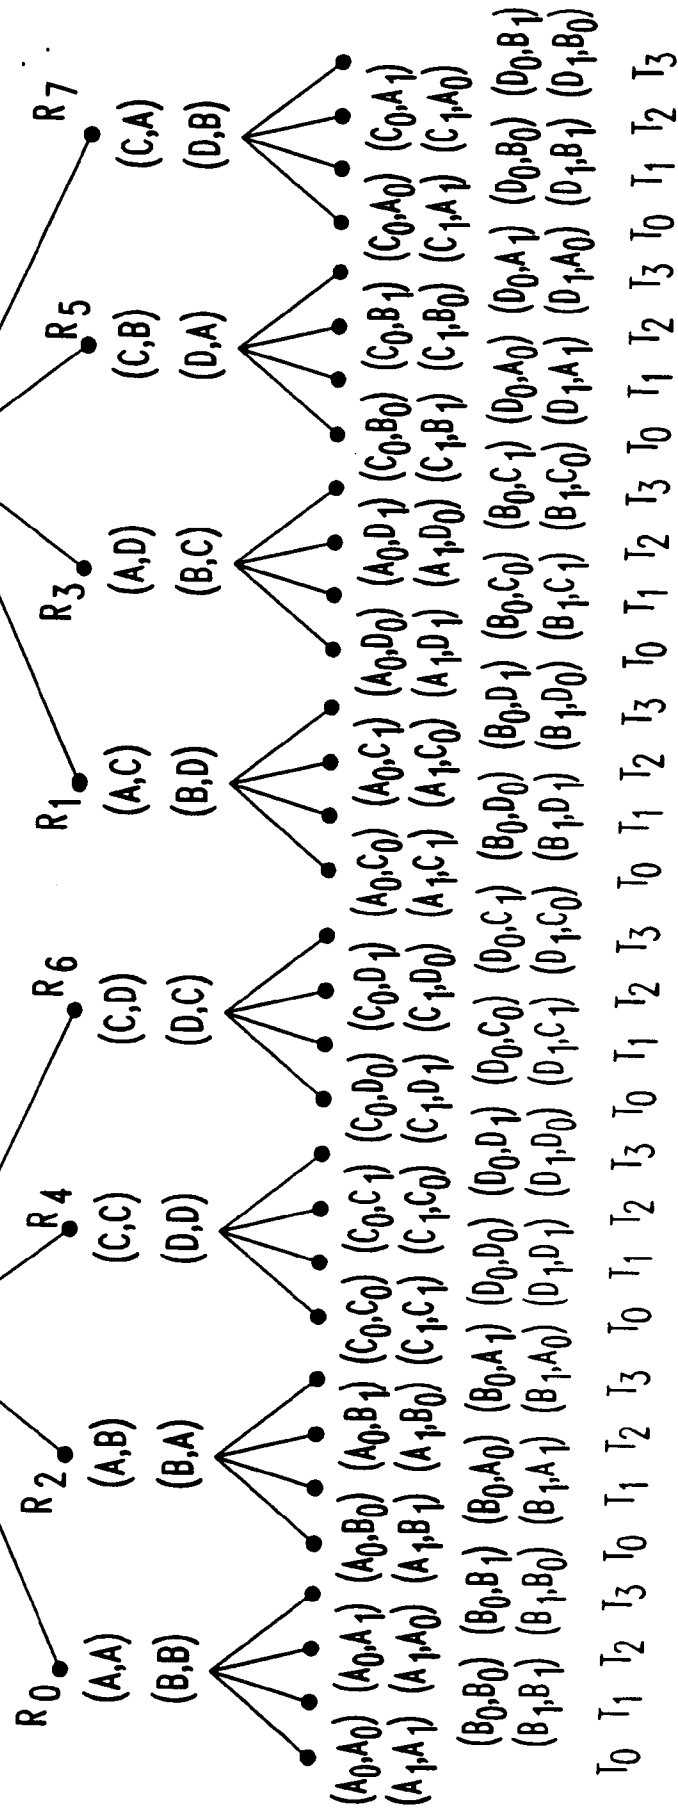 R₀ R₂ R₄ R₆ R₁ R₃ R₅ R₇
(A,A) (A,B) (C,C) (C,D) (A,C) (A,D) (C,B) (C,A)
(B,B) (B,A) (D,D) (D,C) (B,D) (B,C) (D,A) (D,B)
(A₀,A₀) (A₀,A₁) (A₀,B₀) (A₀,B₁) (C₀,C₀) (C₀,C₁) (C₀,D₀) (C₀,D₁) (A₀,C₀) (A₀,C₁) (A₀,D₀) (A₀,D₁) (C₀,B₀) (C₀,B₁) (C₀,A₀) (C₀,A₁)
(A₁,A₁) (A₁,A₀) (A₁,B₁) (A₁,B₀) (C₁,C₁) (C₁,C₀) (C₁,D₁) (C₁,D₀) (A₁,C₁) (A₁,C₀) (A₁,D₁) (A₁,D₀) (C₁,B₁) (C₁,B₀) (C₁,A₁) (C₁,A₀)
(B₀,B₀) (B₀,B₁) (B₀,A₀) (B₀,A₁) (D₀,D₀) (D₀,D₁) (D₀,C₀) (D₀,C₁) (B₀,D₀) (B₀,D₁) (B₀,C₀) (B₀,C₁) (D₀,A₀) (D₀,A₁) (D₀,B₀) (D₀,B₁)
(B₁,B₁) (B₁,B₀) (B₁,A₁) (B₁,A₀) (D₁,D₁) (D₁,D₀) (D₁,C₁) (D₁,C₀) (B₁,D₁) (B₁,D₀) (B₁,C₁) (B₁,C₀) (D₁,A₁) (D₁,A₀) (D₁,B₁) (D₁,B₀)
T₀ T₁ T₂ T₃ T₀ T₁ T₂ T₃ T₀ T₁ T₂ T₃ T₀ T₁ T₂ T₃ T₀ T₁ T₂ T₃ T₀ T₁ T₂ T₃ T₀ T₁ T₂ T₃ T₀ T₁ T₂ T₃